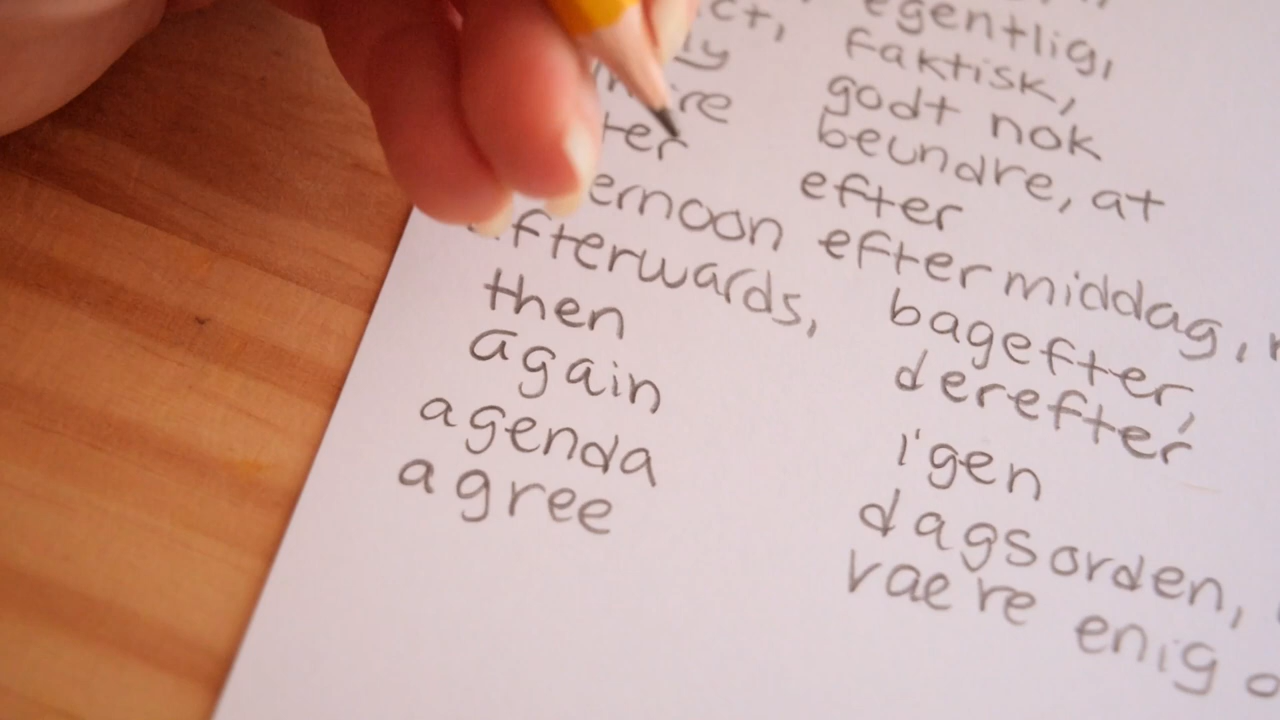 egentlig,
faktisk,
godt nok
beundre, at
efter
ernoon eftermiddag,
fterwards, bagefter,
then derefter
again igen
agenda dagsorden,
agree vaere enig